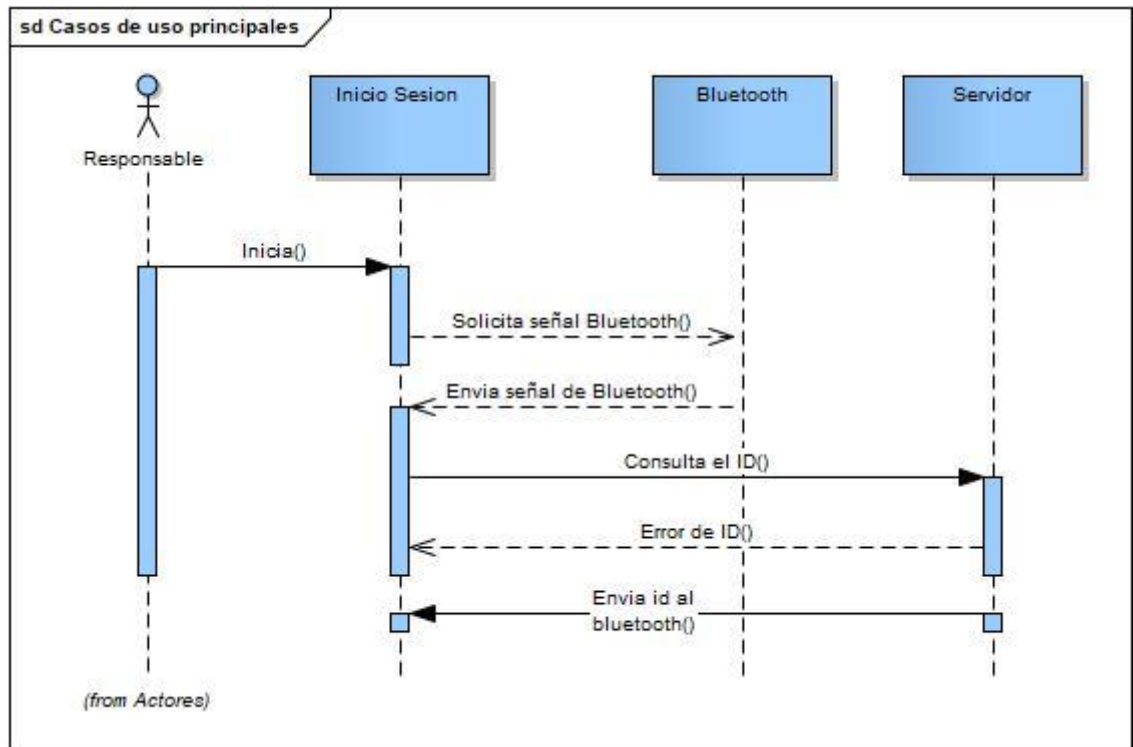 sd Casos de uso principales
Responsable
Inicio Sesion
Bluetooth
Servidor
Inicia()
Solicita señal Bluetooth()
Envia señal de Bluetooth()
Consulta el ID()
Error de ID()
Envia id al
bluetooth()
(from Actores)